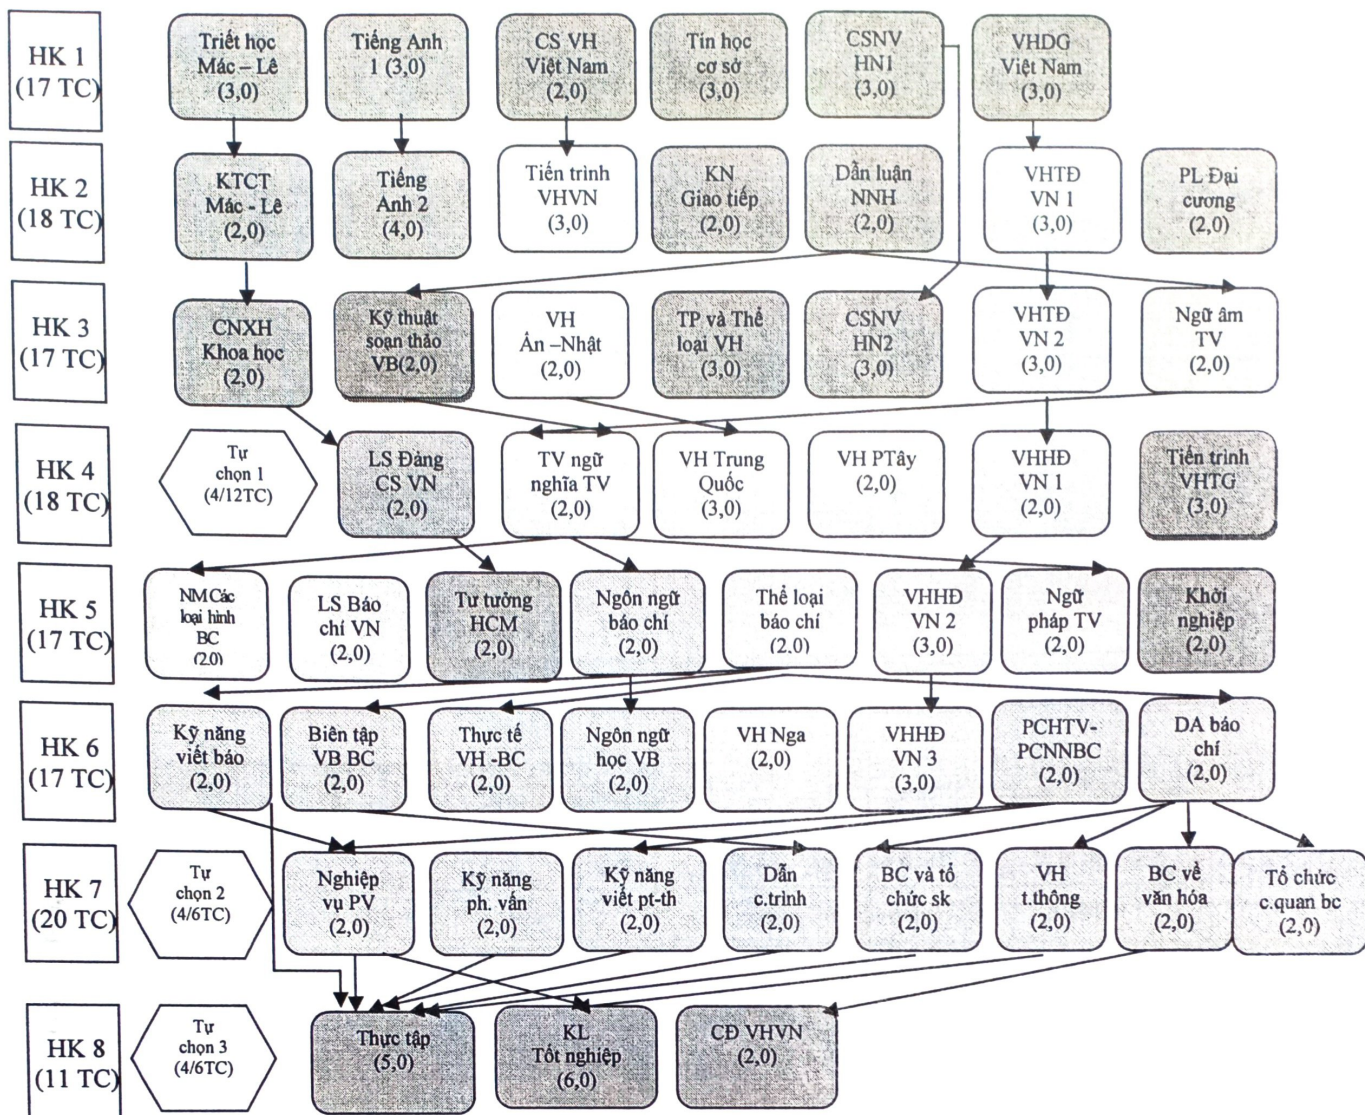 HK 1
(17 TC)
Triết học
Mác – Lê
(3,0)
Tiếng Anh
1 (3,0)
CS VH
Việt Nam
(2,0)
Tin học
cơ sở
(3,0)
CSNV
HN1
(3,0)
VHDG
Việt Nam
(3,0)
HK 2
(18 TC)
KTCT
Mác - Lê
(2,0)
Tiếng
Anh 2
(4,0)
Tiến trình
VHVN
(3,0)
KN
Giao tiếp
(2,0)
Dẫn luận
NNH
(2,0)
VHTĐ
VN 1
(3,0)
PL Đại
cương
(2,0)
HK 3
(17 TC)
CNXH
Khoa học
(2,0)
Kỹ thuật
soạn thảo
VB(2,0)
VH
Ấn –Nhật
(2,0)
TP và Thể
loại VH
(3,0)
CSNV
HN2
(3,0)
VHTĐ
VN 2
(3,0)
Ngữ âm
TV
(2,0)
HK 4
(18 TC)
Tự
chọn 1
(4/12TC)
LS Đảng
CS VN
(2,0)
TV ngữ
nghĩa TV
(2,0)
VH Trung
Quốc
(3,0)
VH PTây
(2,0)
VHHĐ
VN 1
(2,0)
Tiến trình
VHTG
(3,0)
HK 5
(17 TC)
NM Các
loại hình
BC
(2.0)
LS Báo
chí VN
(2,0)
Tư tưởng
HCM
(2,0)
Ngôn ngữ
báo chí
(2,0)
Thể loại
báo chí
(2.0)
VHHĐ
VN 2
(3,0)
Ngữ
pháp TV
(2,0)
Khởi
nghiệp
(2,0)
HK 6
(17 TC)
Kỹ năng
viết báo
(2,0)
Biên tập
VB BC
(2,0)
Thực tế
VH -BC
(2,0)
Ngôn ngữ
học VB
(2,0)
VH Nga
(2,0)
VHHĐ
VN 3
(3,0)
PCHTV-
PCNNBC
(2,0)
DA báo
chí
(2,0)
HK 7
(20 TC)
Tự
chọn 2
(4/6TC)
Nghiệp
vụ PV
(2,0)
Kỹ năng
ph. vấn
(2,0)
Kỹ năng
viết pt-th
(2,0)
Dẫn
c.trình
(2,0)
BC và tổ
chức sk
(2,0)
VH
t.thông
(2,0)
BC về
văn hóa
(2,0)
Tổ chức
c.quan bc
(2,0)
HK 8
(11 TC)
Tự
chọn 3
(4/6TC)
Thực tập
(5,0)
KL
Tốt nghiệp
(6,0)
CĐ VHVN
(2,0)